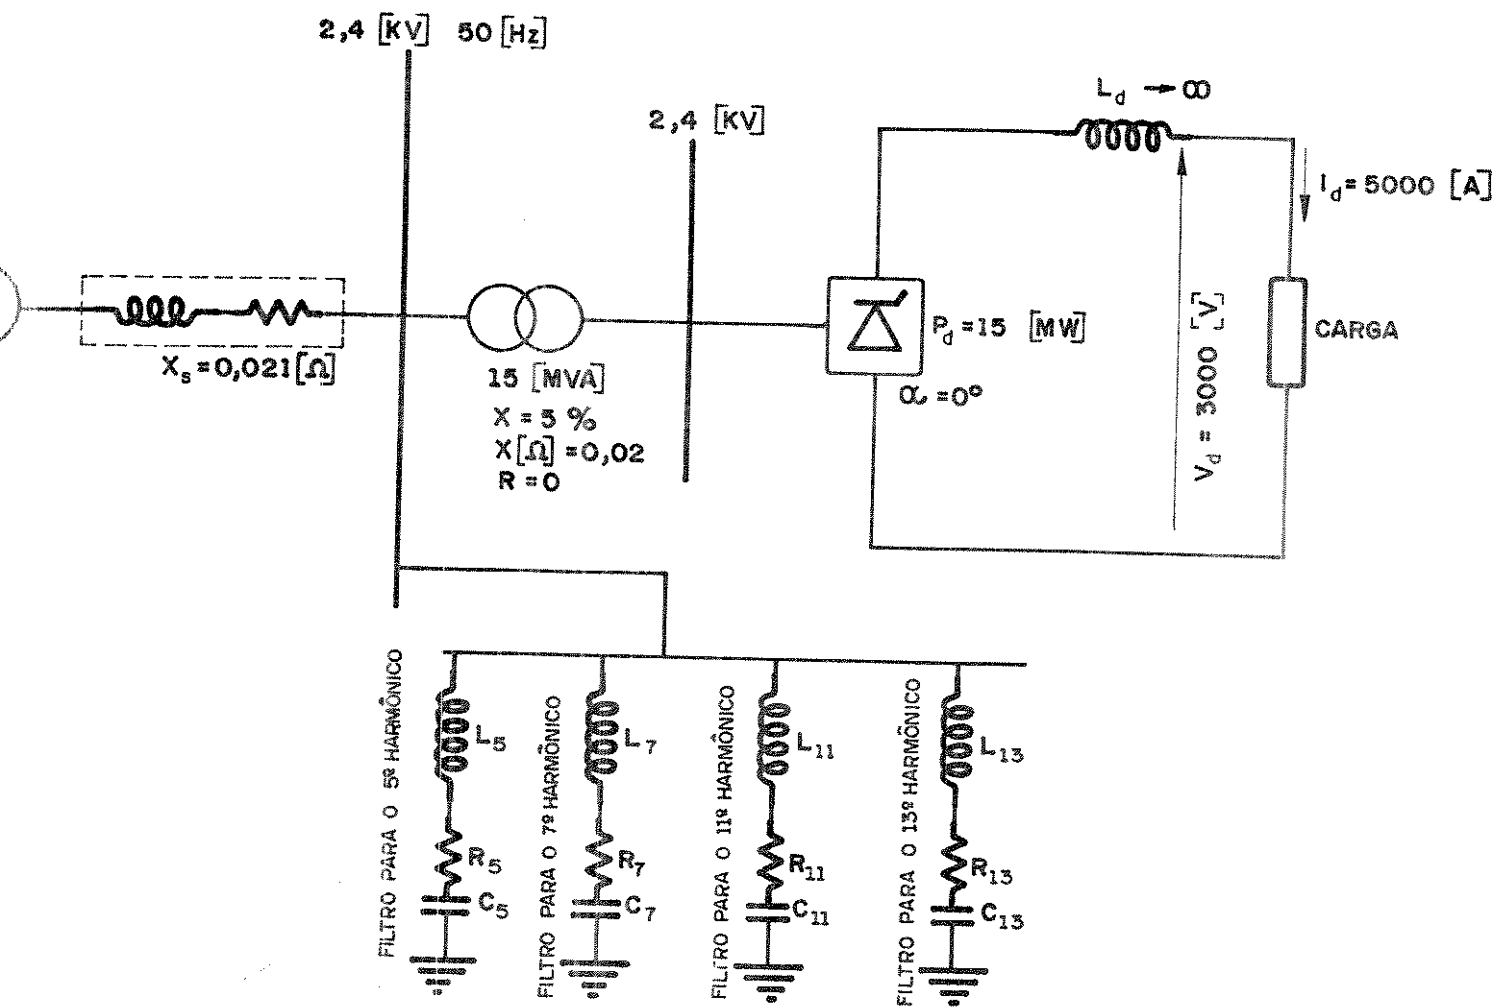 2,4 [KV] 50 [Hz]
2,4 [KV]
L_d → ∞
I_d = 5000 [A]
X_s = 0,021 [Ω]
15 [MVA]
X = 5 %
X [Ω] = 0,02
R = 0
P_d = 15 [MW]
α = 0°
V_d = 3000 [V]
CARGA
FILTRO PARA O 5º HARMÔNICO
L_5
R_5
C_5
FILTRO PARA O 7º HARMÔNICO
L_7
R_7
C_7
FILTRO PARA O 11º HARMÔNICO
L_11
R_11
C_11
FILTRO PARA O 13º HARMÔNICO
L_13
R_13
C_13